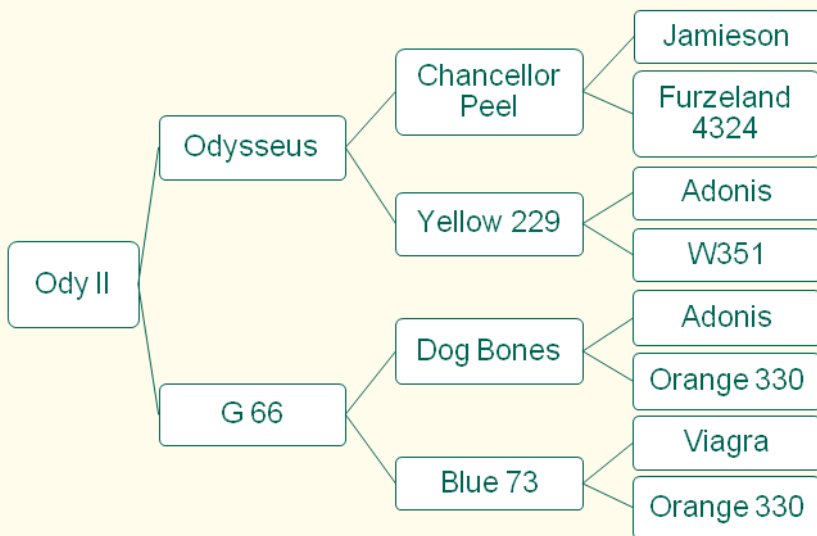 Jamieson
Chancellor
Peel
Furzeland
4324
Odysseus
Adonis
Yellow 229
W351
Ody II
Adonis
Dog Bones
Orange 330
G 66
Viagra
Blue 73
Orange 330